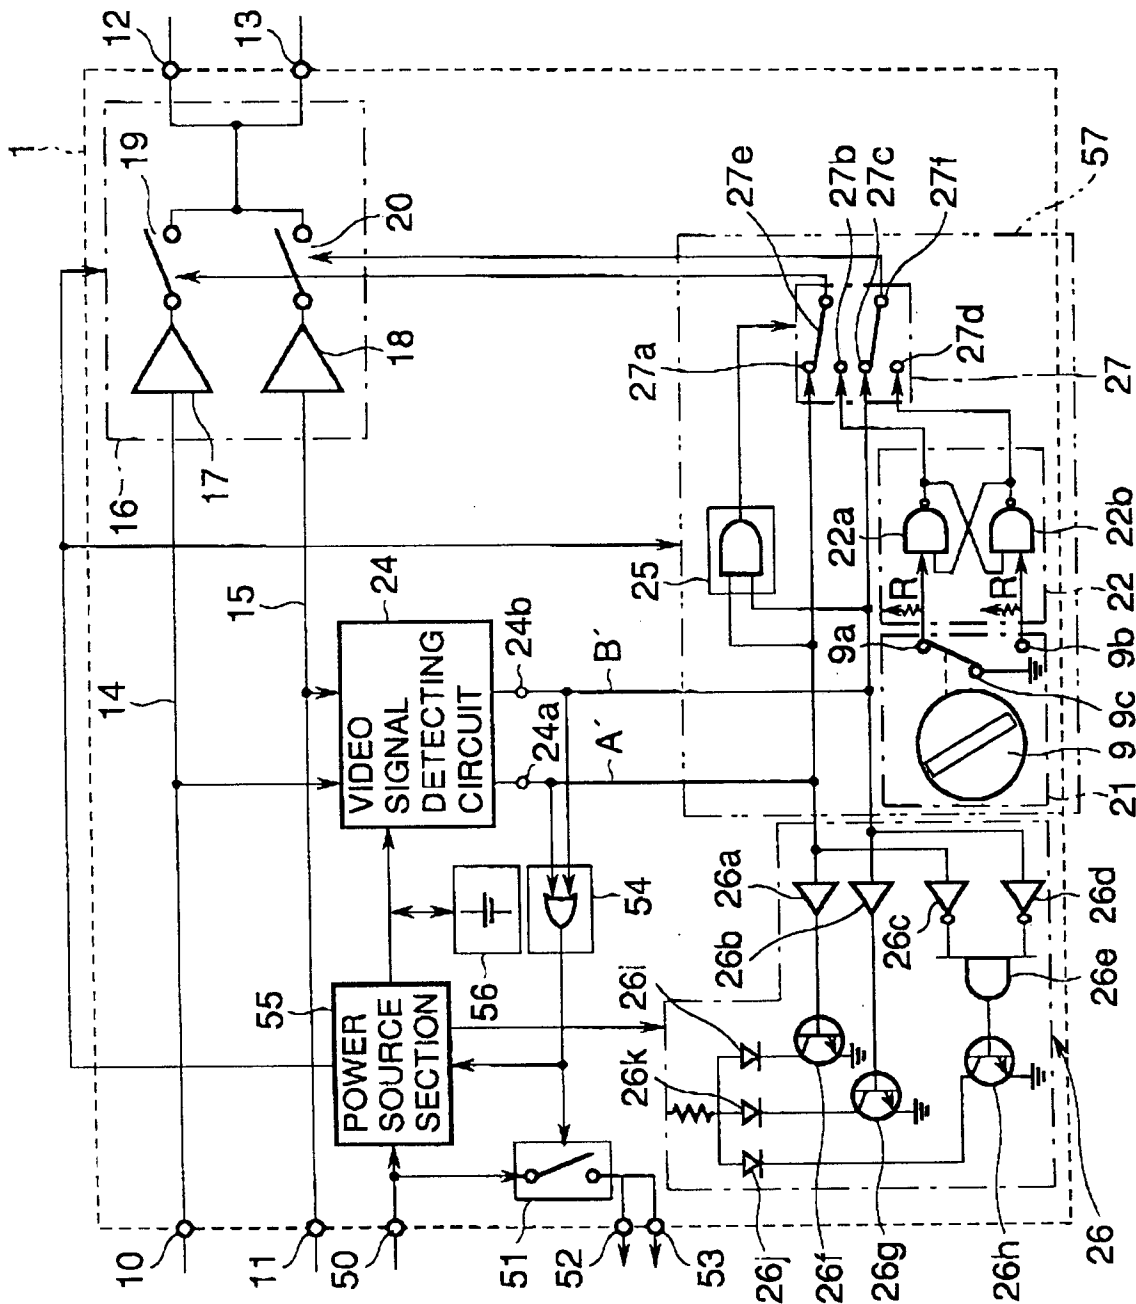 1
12
13
19
20
16
17
18
14
15
24
VIDEO
SIGNAL
DETECTING
CIRCUIT
24b
24a
B´
A´
55
POWER
SOURCE
SECTION
56
54
10
11
50
51
52
53
57
27e
27b
27c
27f
27a
27d
27
25
22a
22b
22
R
R
9a
9b
9c
9
21
26a
26b
26c
26d
26e
26i
26k
26j
26f
26g
26h
26